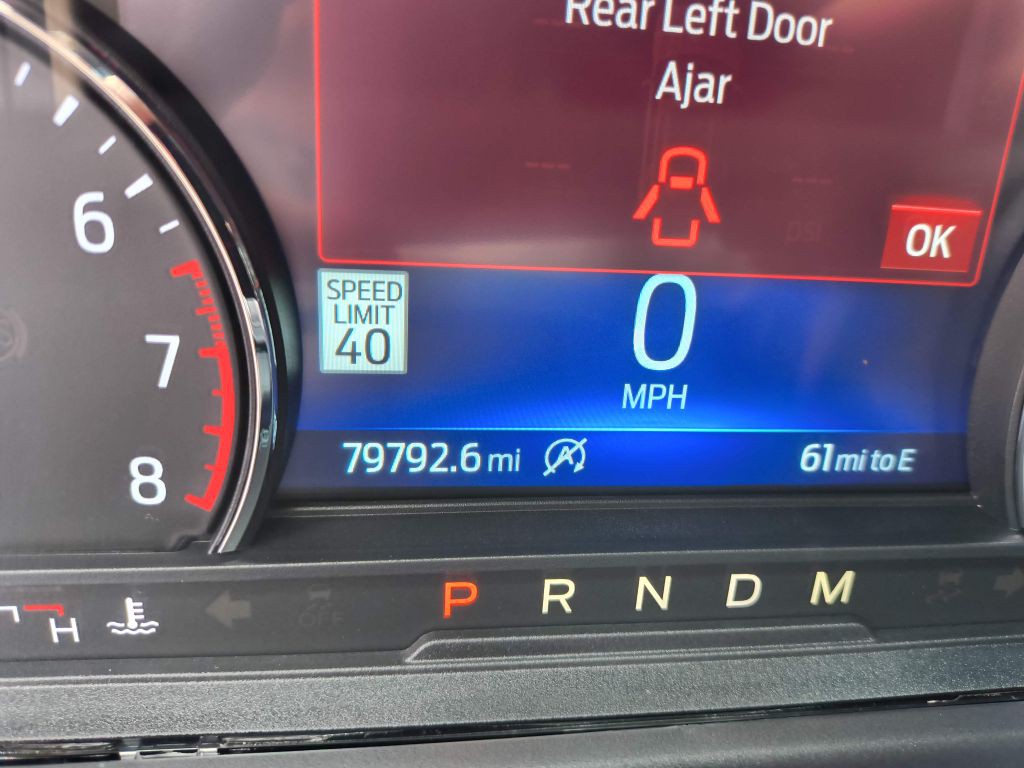 Rear Left Door
Ajar
OK
6
7
8
SPEED
LIMIT
40
0
MPH
79792.6 mi
A
61 mi to E
H
OFF
P R N D M